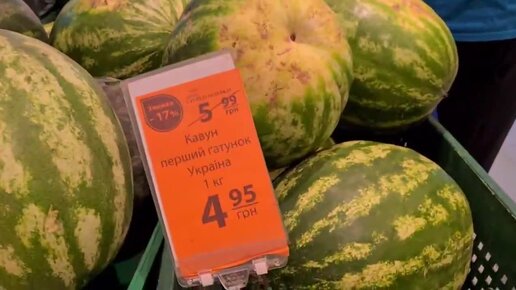 Знижка
- 17%
5 99
грн
Кавун
перший гатунок
Україна
1 кг
4 95
грн